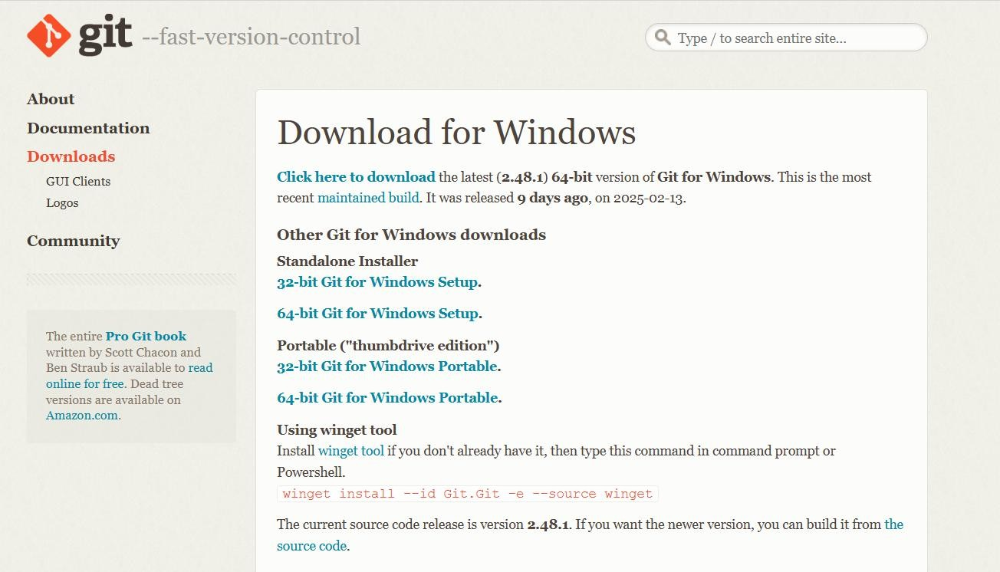 git --fast-version-control
Type / to search entire site...
About
Documentation
Downloads
GUI Clients
Logos
Community
The entire Pro Git book
written by Scott Chacon and
Ben Straub is available to read
online for free. Dead tree
versions are available on
Amazon.com.
Download for Windows
Click here to download the latest (2.48.1) 64-bit version of Git for Windows. This is the most
recent maintained build. It was released 9 days ago, on 2025-02-13.
Other Git for Windows downloads
Standalone Installer
32-bit Git for Windows Setup.
64-bit Git for Windows Setup.
Portable ("thumbdrive edition")
32-bit Git for Windows Portable.
64-bit Git for Windows Portable.
Using winget tool
Install winget tool if you don't already have it, then type this command in command prompt or
Powershell.
winget install --id Git.Git -e --source winget
The current source code release is version 2.48.1. If you want the newer version, you can build it from the
source code.